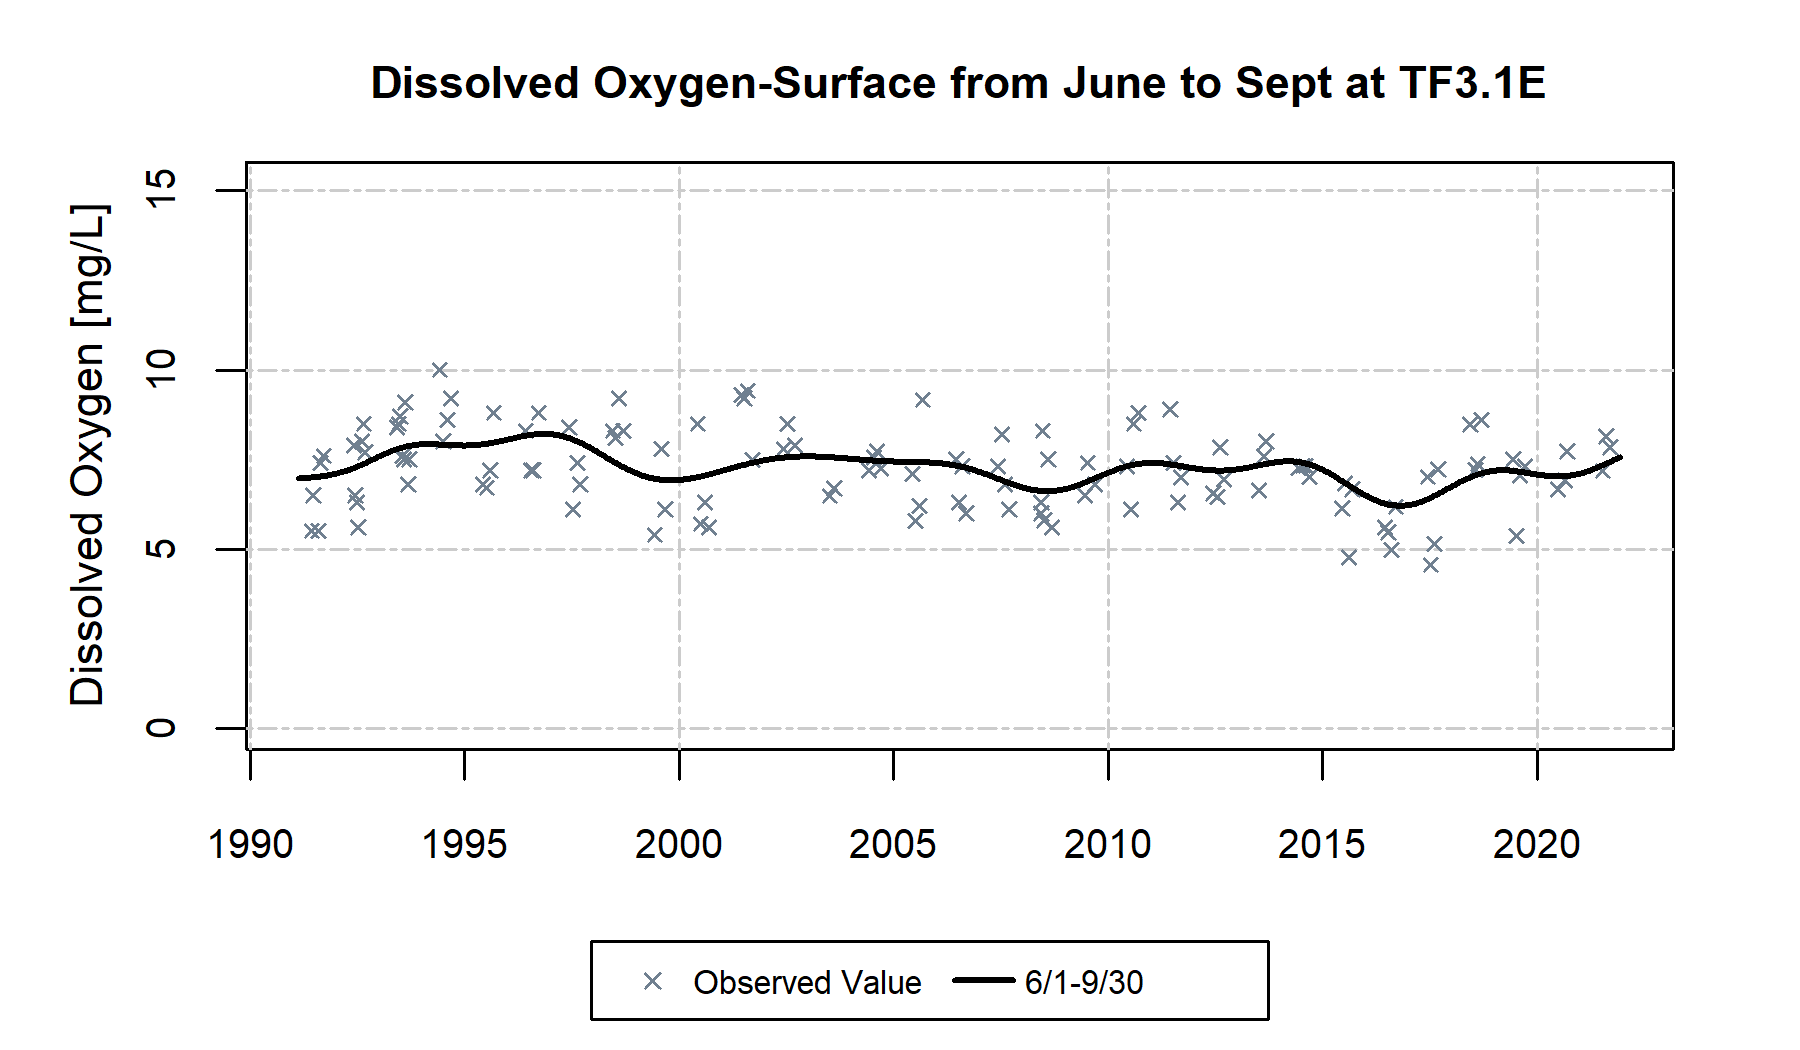 Dissolved Oxygen-Surface from June to Sept at TF3.1E
Dissolved Oxygen [mg/L]
15
10
5
0
1990 1995 2000 2005 2010 2015 2020
Observed Value 6/1-9/30